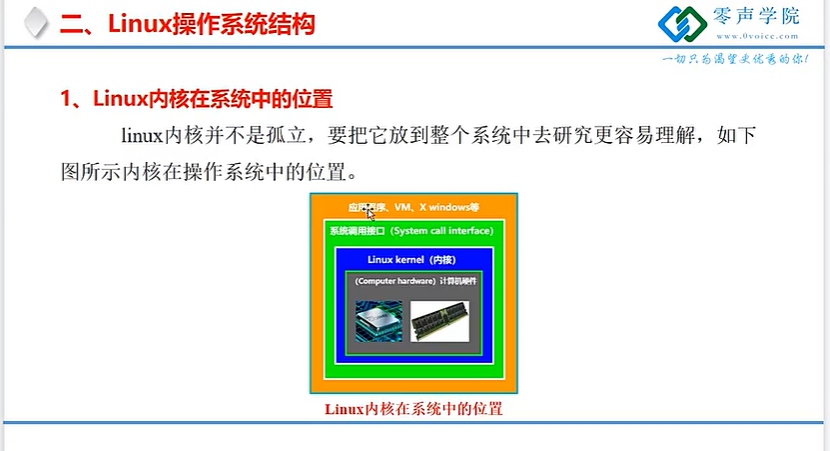 二、Linux操作系统结构
零声学院
www.0voice.com
一切只为渴望更优秀的你!
1、Linux内核在系统中的位置
linux内核并不是孤立，要把它放到整个系统中去研究更容易理解，如下
图所示内核在操作系统中的位置。
应用程序、VM、X windows等
系统调用接口（System call interface）
Linux kernel（内核）
(Computer hardware）计算机硬件
Linux内核在系统中的位置